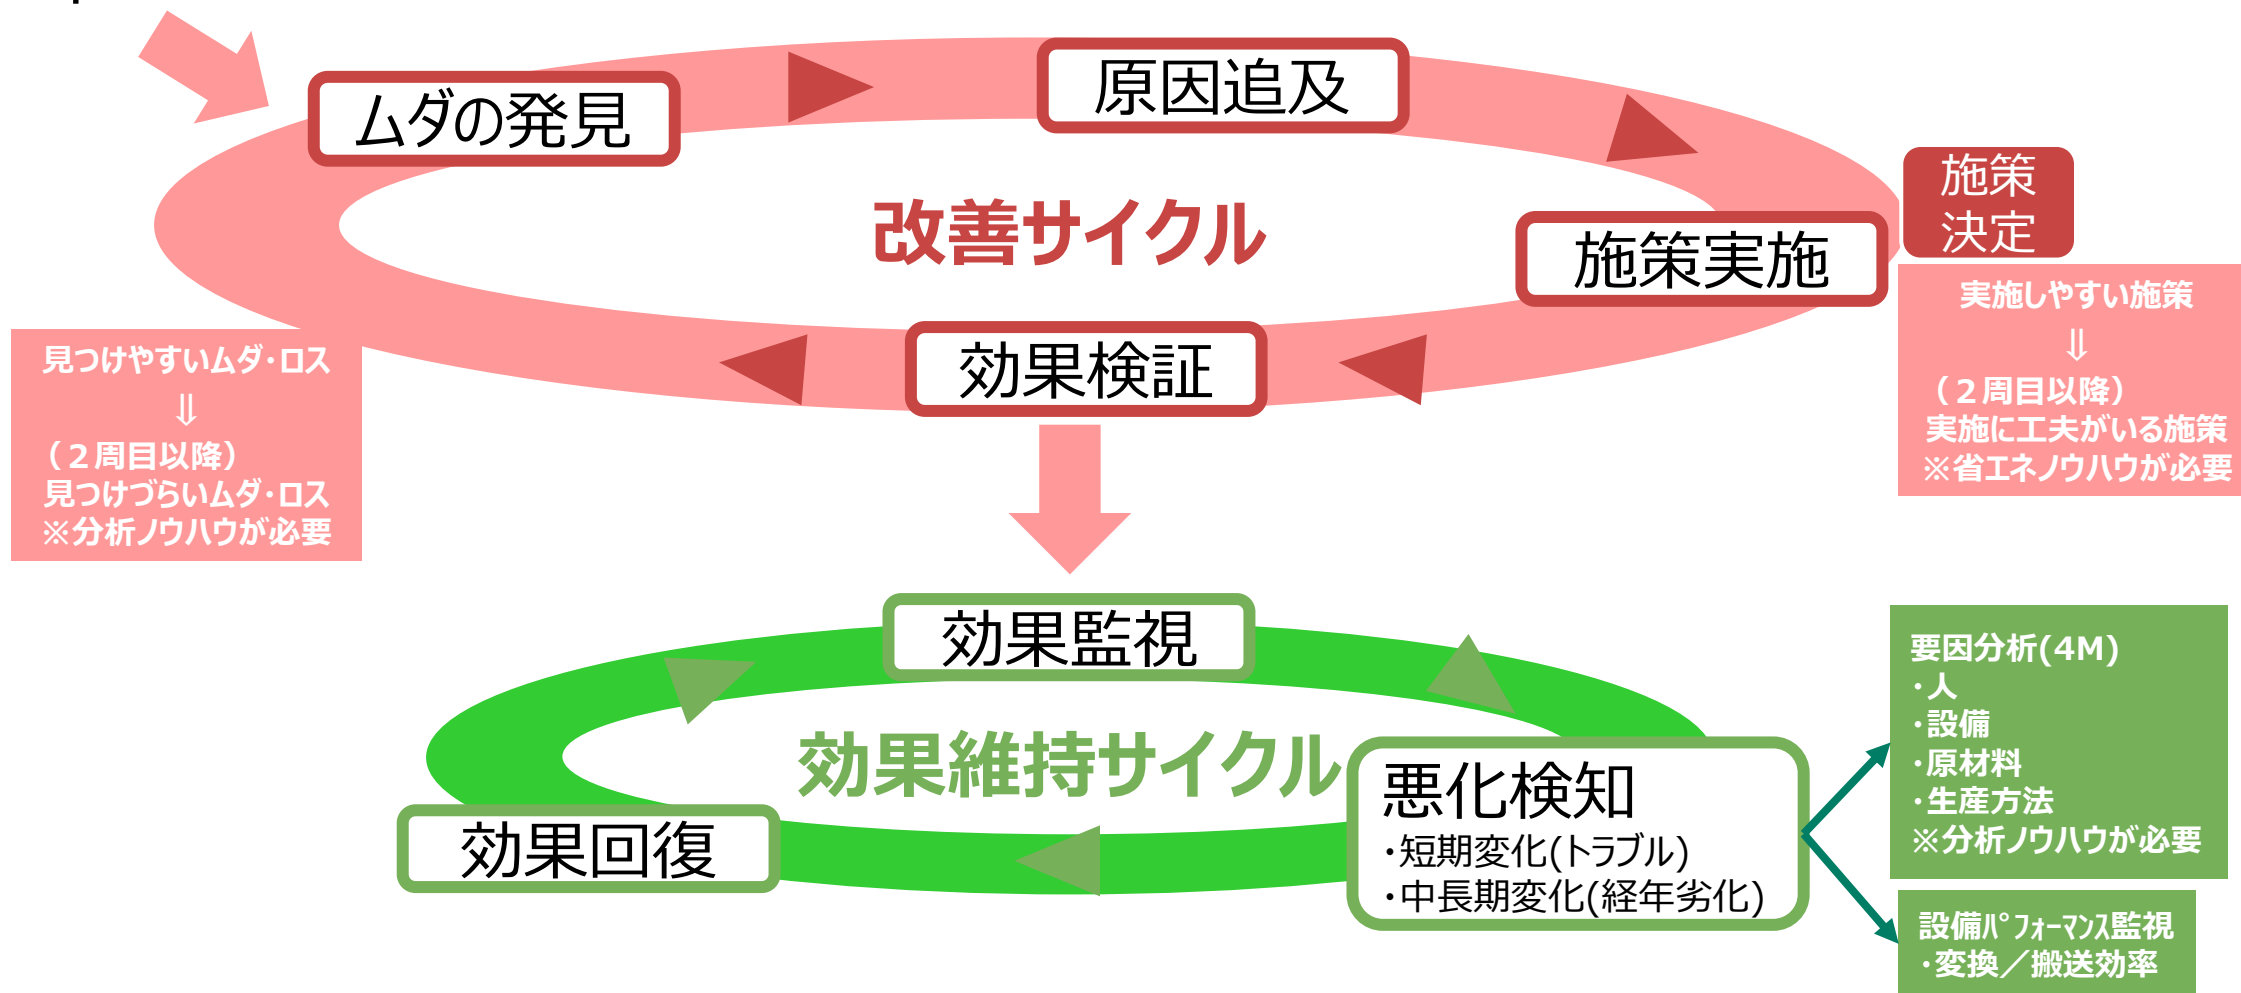 ムダの発見
原因追及
改善サイクル
施策
決定
施策実施
効果検証
実施しやすい施策
⇓
（２周目以降）
実施に工夫がいる施策
※省エネノウハウが必要
見つけやすいムダ・ロス
⇓
（２周目以降）
見つけづらいムダ・ロス
※分析ノウハウが必要
効果監視
効果維持サイクル
悪化検知
・短期変化(トラブル)
・中長期変化(経年劣化)
効果回復
要因分析(4M)
・人
・設備
・原材料
・生産方法
※分析ノウハウが必要
設備ﾊﾟﾌｫｰﾏﾝｽ監視
・変換／搬送効率